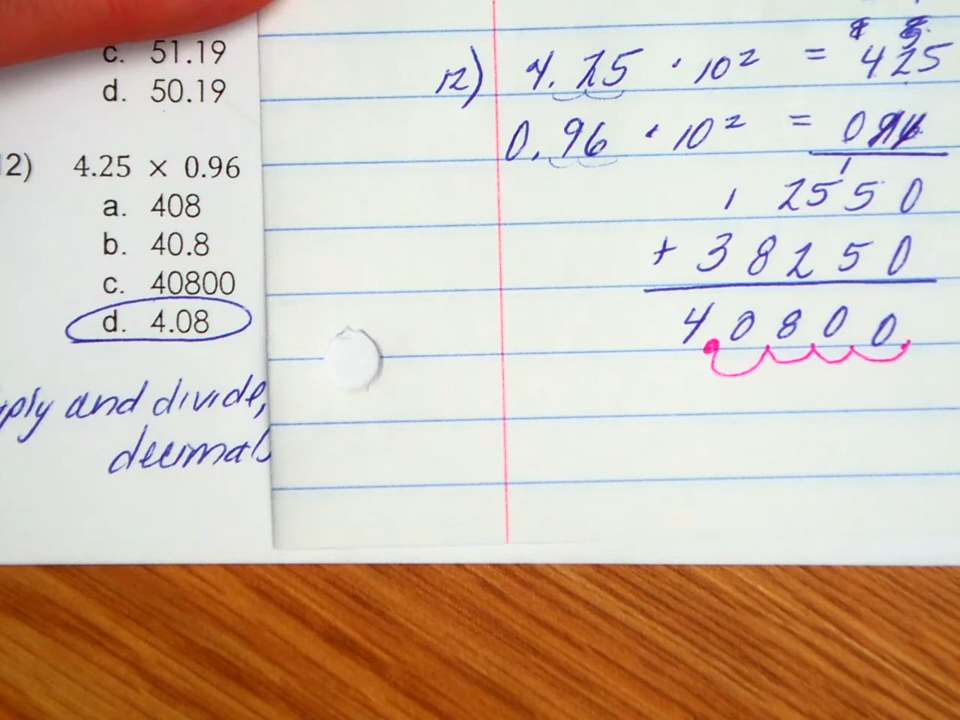 c. 51.19
d. 50.19
2) 4.25 × 0.96
a. 408
b. 40.8
c. 40800
d. 4.08
ply and divide,
decimals
12) 4.25 · 10² = 425
0.96 · 10² = 096
2550
+ 38250
40800